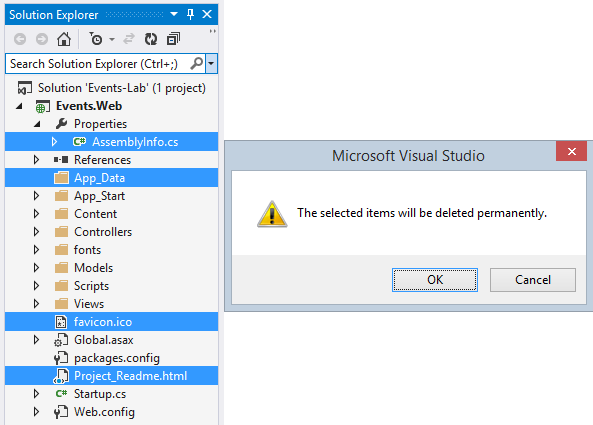 Solution Explorer
Search Solution Explorer (Ctrl+;)
Solution 'Events-Lab' (1 project)
Events.Web
Properties
C# AssemblyInfo.cs
References
App_Data
App_Start
Content
Controllers
fonts
Models
Scripts
Views
favicon.ico
Global.asax
packages.config
Project_Readme.html
C# Startup.cs
Web.config
Microsoft Visual Studio
The selected items will be deleted permanently.
OK
Cancel